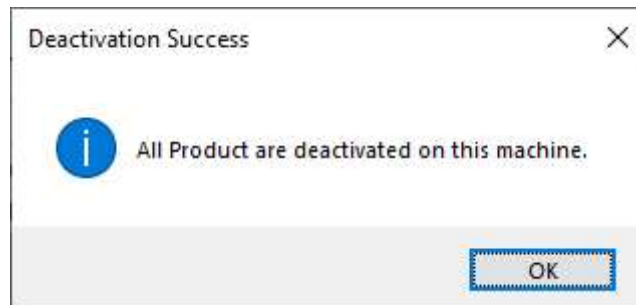 Deactivation Success
All Product are deactivated on this machine.
OK